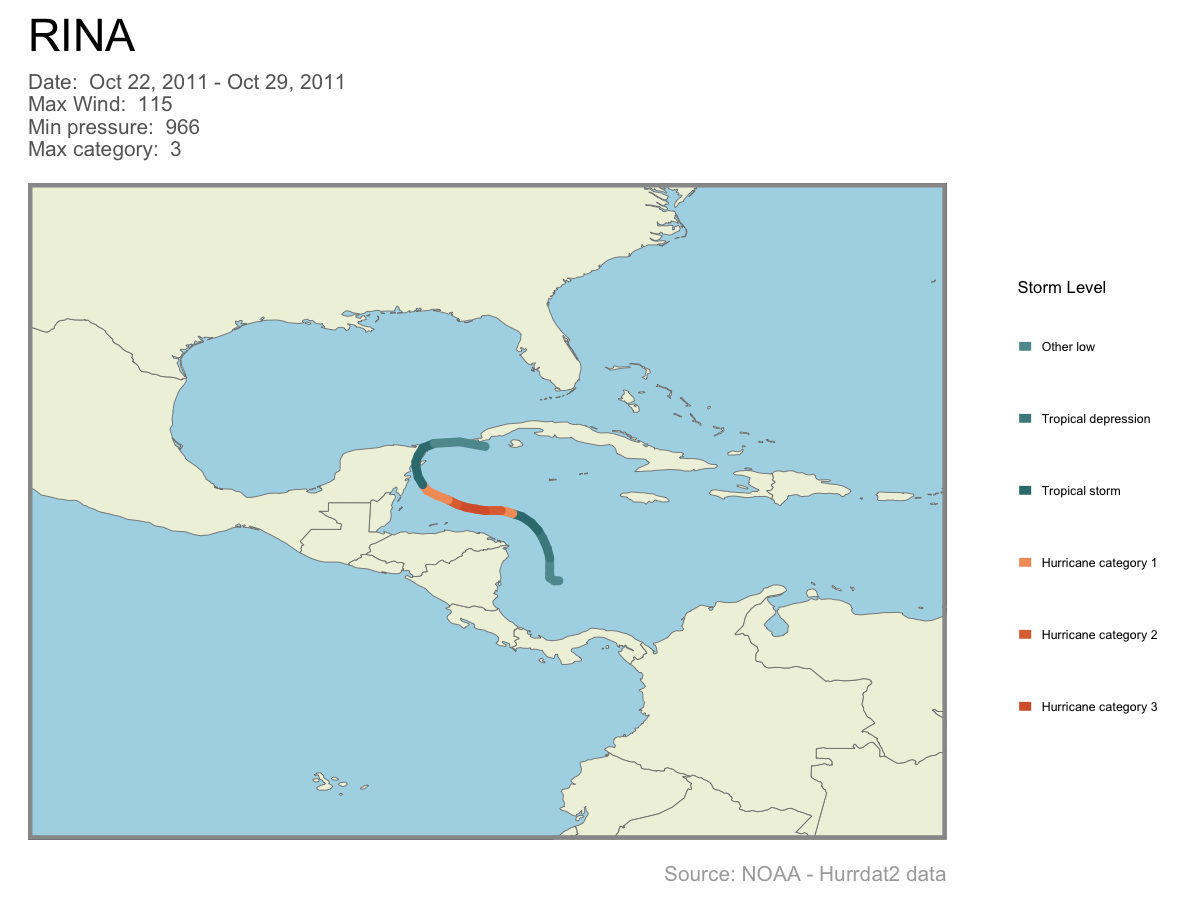 RINA
Date:  Oct 22, 2011 - Oct 29, 2011
Max Wind:  115
Min pressure:  966
Max category:  3
Storm Level
Other low
Tropical depression
Tropical storm
Hurricane category 1
Hurricane category 2
Hurricane category 3
Source: NOAA - Hurrdat2 data